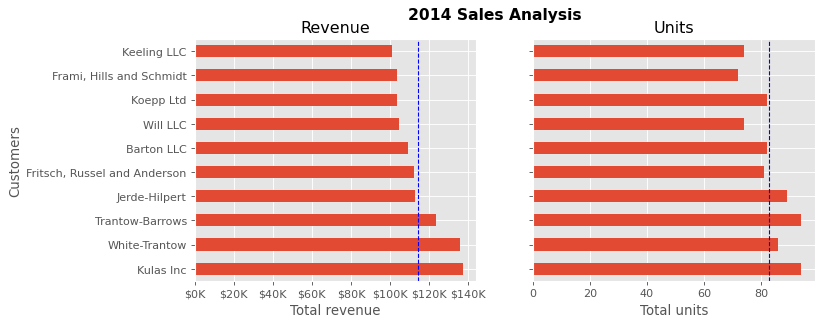 2014 Sales Analysis
Revenue
Units
Customers
Keeling LLC
Frami, Hills and Schmidt
Koepp Ltd
Will LLC
Barton LLC
Fritsch, Russel and Anderson
Jerde-Hilpert
Trantow-Barrows
White-Trantow
Kulas Inc
$0K $20K $40K $60K $80K $100K $120K $140K
Total revenue
0 20 40 60 80
Total units